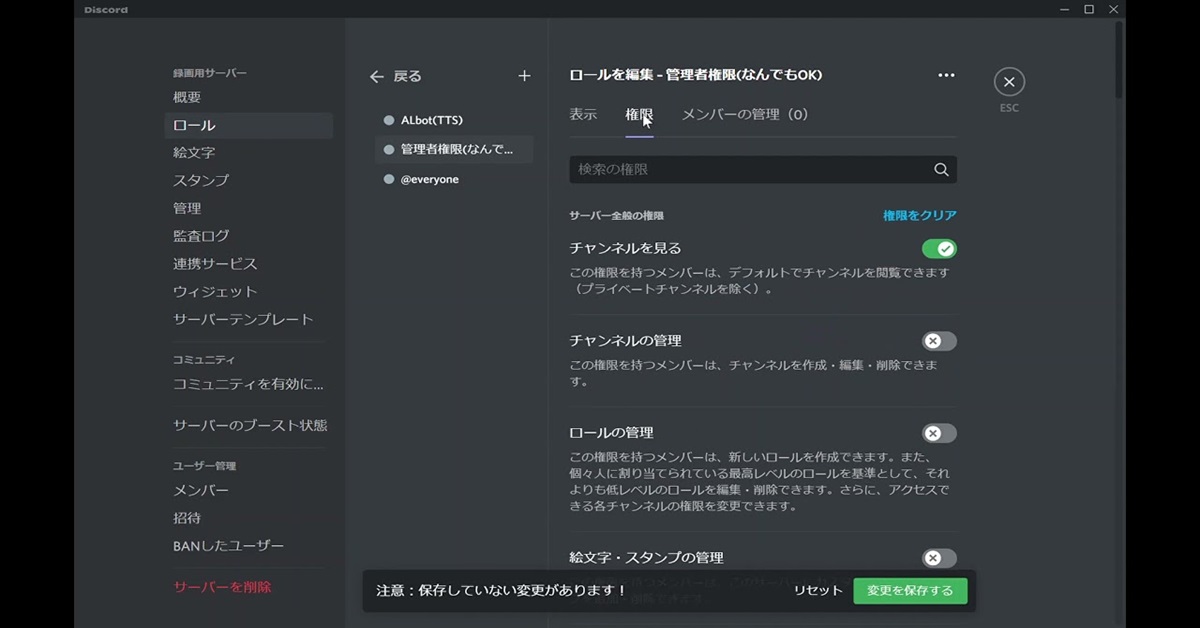 Discord
録画用サーバー
概要
ロール
絵文字
スタンプ
管理
監査ログ
連携サービス
ウィジェット
サーバーテンプレート
コミュニティ
コミュニティを有効に...
サーバーのブースト状態
ユーザー管理
メンバー
招待
BANしたユーザー
サーバーを削除
戻る
ALbot(TTS)
管理者権限(なんで...
@everyone
ロールを編集 - 管理者権限(なんでもOK)
表示 権限 メンバーの管理（0）
検索の権限
サーバー全般の権限 権限をクリア
チャンネルを見る
この権限を持つメンバーは、デフォルトでチャンネルを閲覧できます
（プライベートチャンネルを除く）。
チャンネルの管理
この権限を持つメンバーは、チャンネルを作成・編集・削除できま
す。
ロールの管理
この権限を持つメンバーは、新しいロールを作成できます。また、
個々人に割り当てられている最高レベルのロールを基準として、それ
よりも低レベルのロールを編集・削除できます。さらに、アクセスで
きる各チャンネルの権限を変更できます。
絵文字・スタンプの管理
注意：保存していない変更があります！ リセット 変更を保存する
ESC